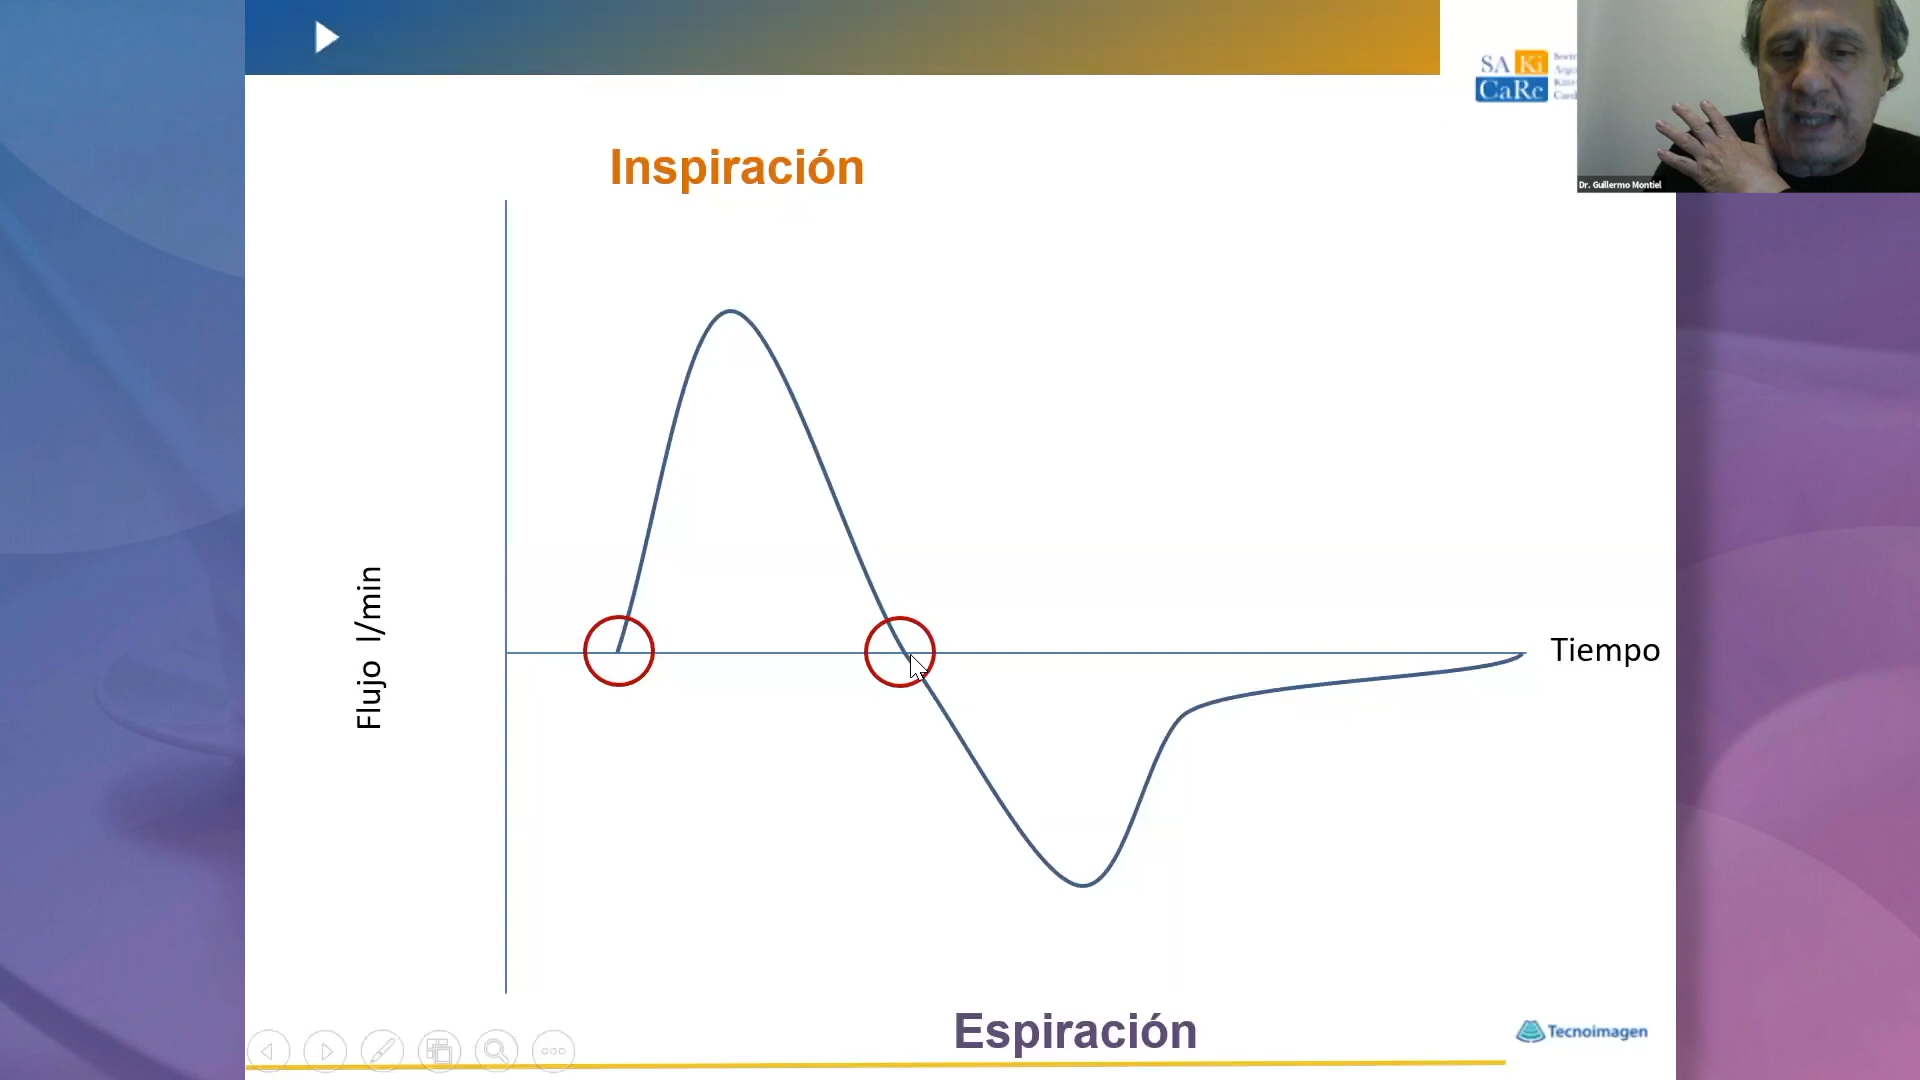 SA Ki
CaRe
Dr. Guillermo Montiel
Inspiración
Flujo l/min
Tiempo
Espiración
Tecnoimagen